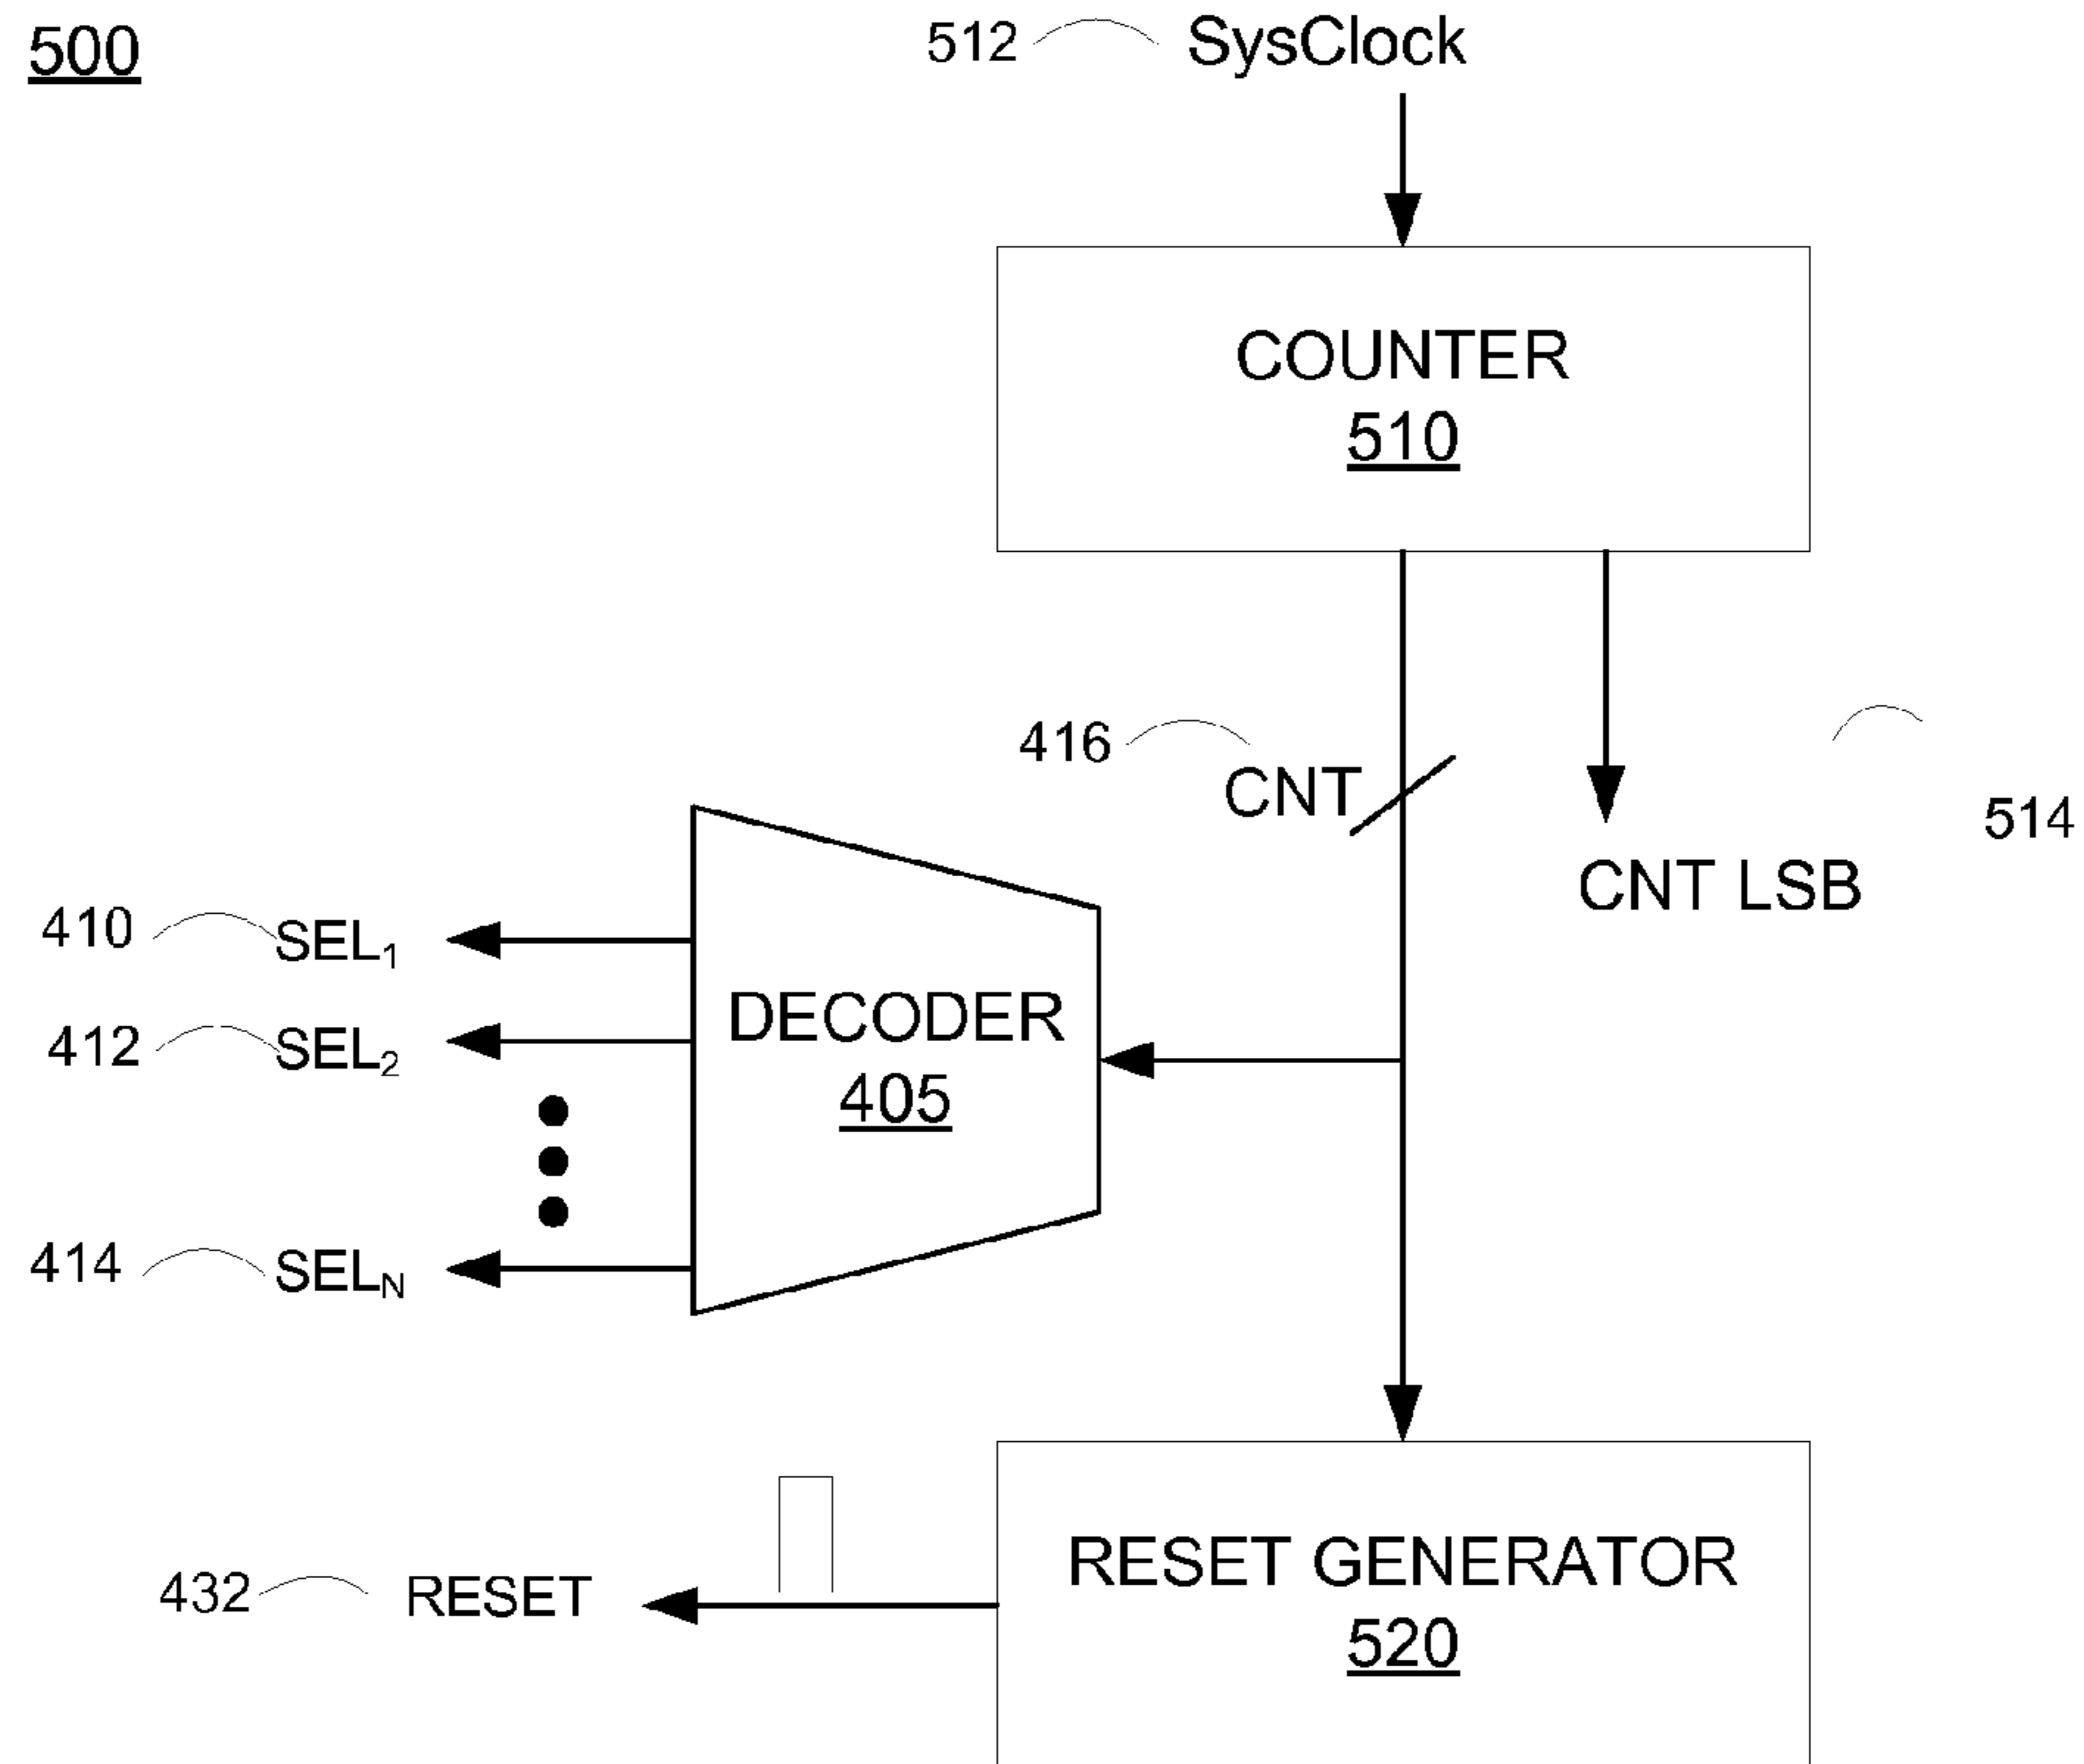 500
512 SysClock
COUNTER
510
416
CNT
514
CNT LSB
410 SEL1
412 SEL2
414 SELN
DECODER
405
432 RESET
RESET GENERATOR
520